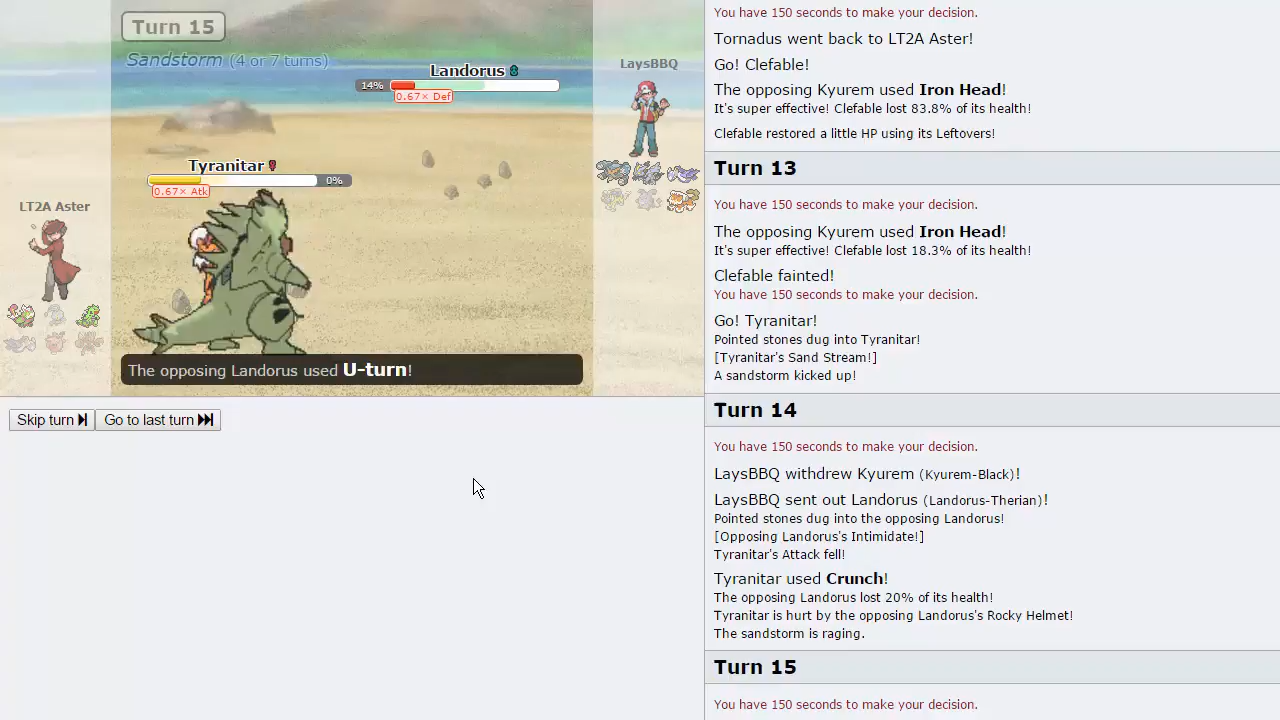 Turn 15
Sandstorm (4 or 7 turns)
Landorus
14%
0.67× Def
LaysBBQ
Tyranitar
0%
0.67× Atk
LT2A Aster
The opposing Landorus used U-turn!
Skip turn
Go to last turn
You have 150 seconds to make your decision.
Tornadus went back to LT2A Aster!
Go! Clefable!
The opposing Kyurem used Iron Head!
It's super effective! Clefable lost 83.8% of its health!
Clefable restored a little HP using its Leftovers!
Turn 13
You have 150 seconds to make your decision.
The opposing Kyurem used Iron Head!
It's super effective! Clefable lost 18.3% of its health!
Clefable fainted!
You have 150 seconds to make your decision.
Go! Tyranitar!
Pointed stones dug into Tyranitar!
[Tyranitar's Sand Stream!]
A sandstorm kicked up!
Turn 14
You have 150 seconds to make your decision.
LaysBBQ withdrew Kyurem (Kyurem-Black)!
LaysBBQ sent out Landorus (Landorus-Therian)!
Pointed stones dug into the opposing Landorus!
[Opposing Landorus's Intimidate!]
Tyranitar's Attack fell!
Tyranitar used Crunch!
The opposing Landorus lost 20% of its health!
Tyranitar is hurt by the opposing Landorus's Rocky Helmet!
The sandstorm is raging.
Turn 15
You have 150 seconds to make your decision.